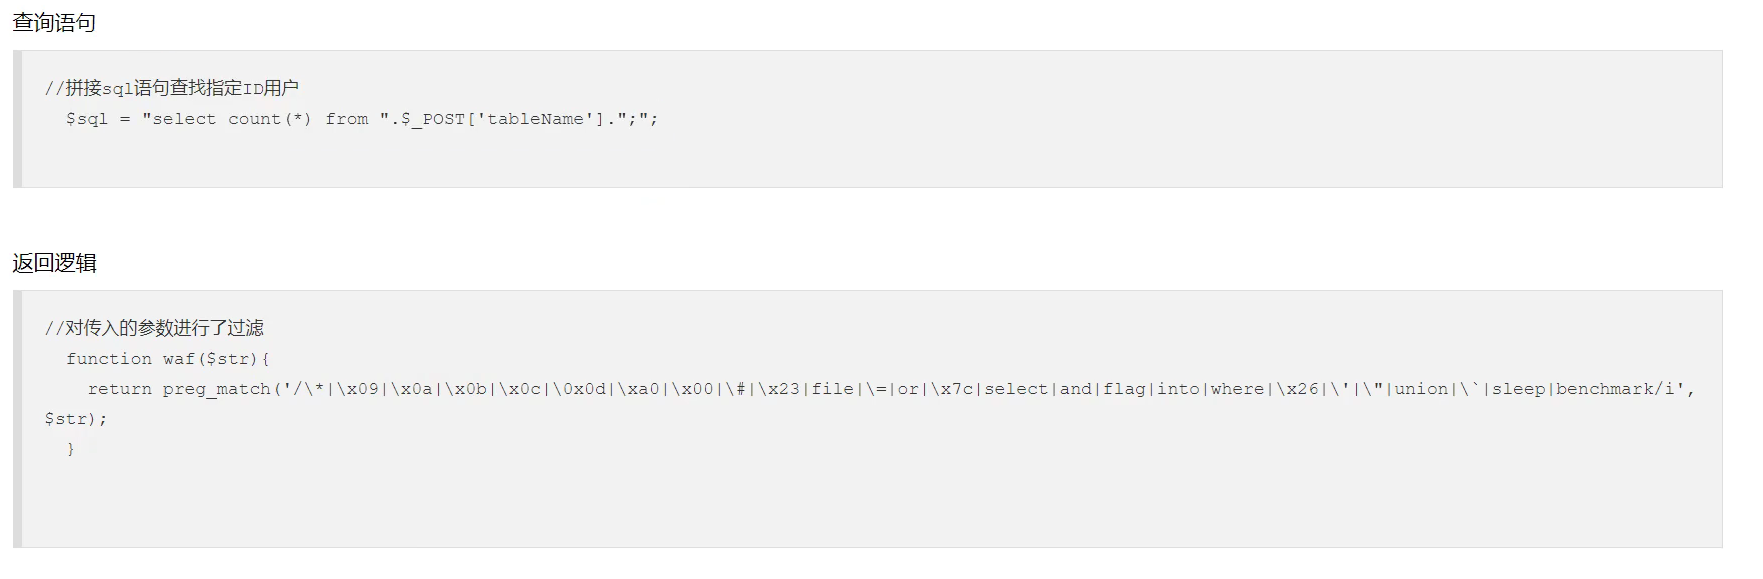 查询语句
//拼接sql语句查找指定ID用户
$sql = "select count(*) from ".$_POST['tableName'].";";
返回逻辑
//对传入的参数进行了过滤
function waf($str){
return preg_match('/\*|\x09|\x0a|\x0b|\x0c|\0x0d|\xa0|\x00|\#|\x23|file|\=|or|\x7c|select|and|flag|into|where|\x26|\'|\"|union|\`|sleep|benchmark/i',
$str);
}